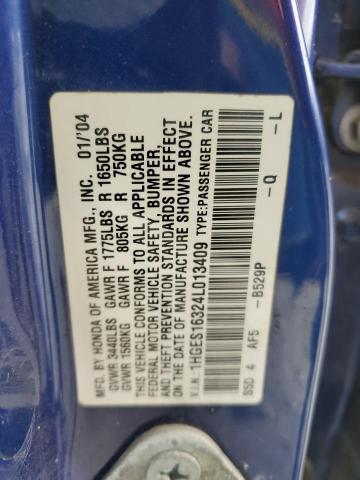 MFD. BY HONDA OF AMERICA MFG., INC. 01/'04
GVWR 3440LBS GAWR F 1775LBS R 1650LBS
GVWR 1560KG GAWR F 805KG R 750KG
THIS VEHICLE CONFORMS TO ALL APPLICABLE
FEDERAL MOTOR VEHICLE SAFETY, BUMPER,
AND THEFT PREVENTION STANDARDS IN EFFECT
ON THE DATE OF MANUFACTURE SHOWN ABOVE.
V.I.N. 1HGES16324L013409 TYPE:PASSENGER CAR
SSD 4 AF5 -B529P -Q -L